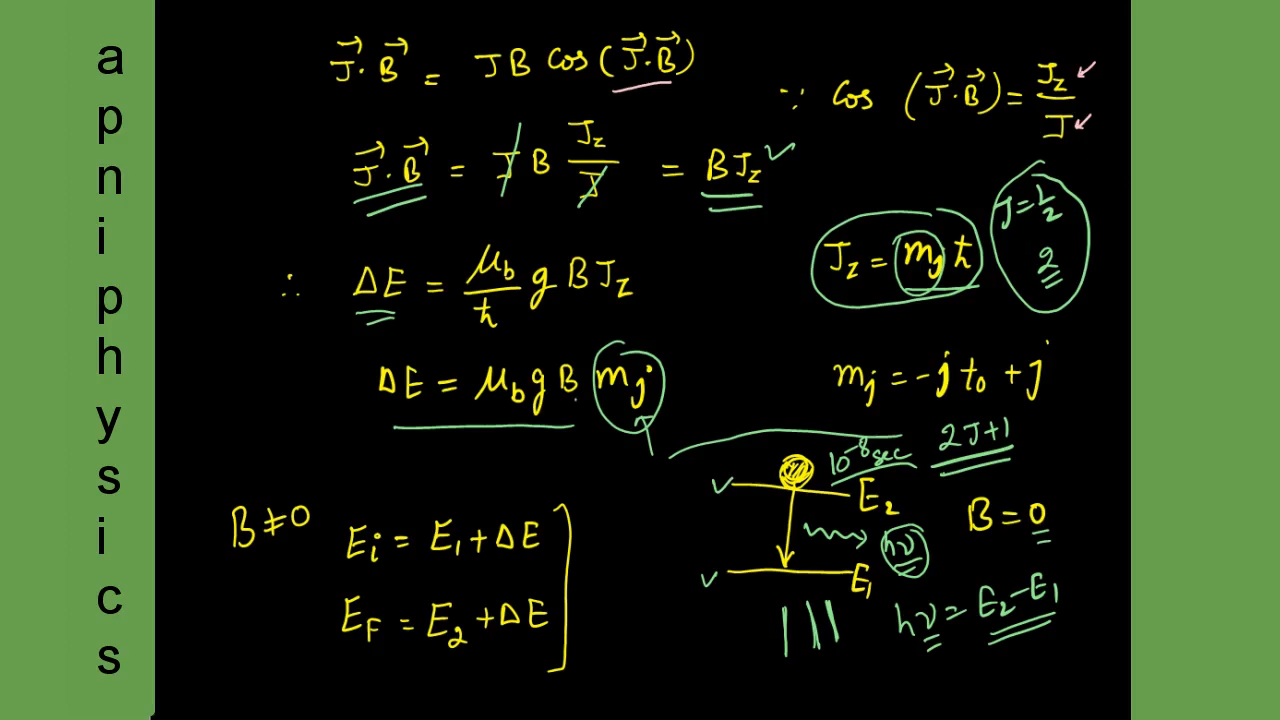 apniphysics
J⃗·B⃗ = JB cos(J⃗·B⃗)
∵ cos (J⃗·B⃗) = Jz/J
J⃗·B⃗ = J B Jz/J = BJz
J = 1/2
2
Jz = mj ħ
∴ ΔE = μb/ħ g B Jz
ΔE = μb g B mj
mj = -j to +j
2J+1
10⁻⁸ sec
E₂
B = 0
B ≠ 0
Ei = E₁ + ΔE
hν
E₁
EF = E₂ + ΔE
hν = E₂ - E₁